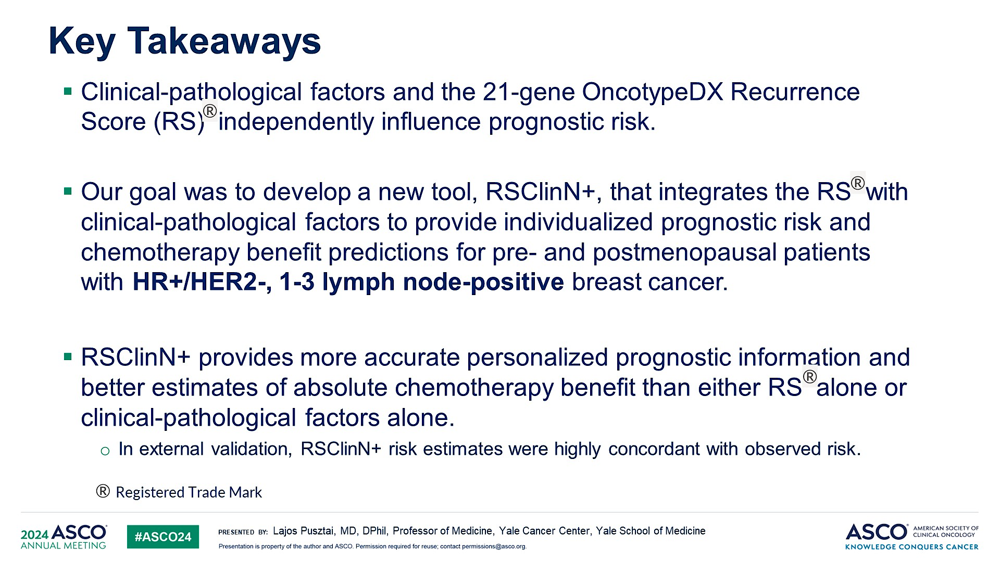 Key Takeaways
▪ Clinical-pathological factors and the 21-gene OncotypeDX Recurrence
Score (RS)® independently influence prognostic risk.
▪ Our goal was to develop a new tool, RSClinN+, that integrates the RS® with
clinical-pathological factors to provide individualized prognostic risk and
chemotherapy benefit predictions for pre- and postmenopausal patients
with HR+/HER2-, 1-3 lymph node-positive breast cancer.
▪ RSClinN+ provides more accurate personalized prognostic information and
better estimates of absolute chemotherapy benefit than either RS® alone or
clinical-pathological factors alone.
o In external validation, RSClinN+ risk estimates were highly concordant with observed risk.
® Registered Trade Mark
2024 ASCO®
ANNUAL MEETING
#ASCO24
PRESENTED BY: Lajos Pusztai, MD, DPhil, Professor of Medicine, Yale Cancer Center, Yale School of Medicine
Presentation is property of the author and ASCO. Permission required for reuse; contact permissions@asco.org.
ASCO® AMERICAN SOCIETY OF
CLINICAL ONCOLOGY
KNOWLEDGE CONQUERS CANCER